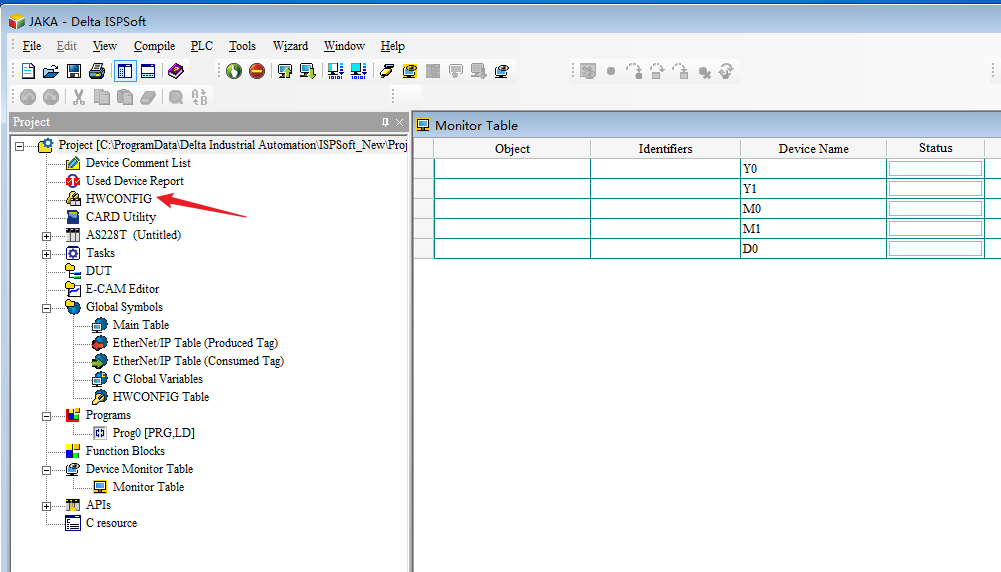 JAKA - Delta ISPSoft
File Edit View Compile PLC Tools Wizard Window Help
Project
Project [C:\ProgramData\Delta Industrial Automation\ISPSoft_New\Proj
Device Comment List
Used Device Report
HWCONFIG
CARD Utility
AS228T (Untitled)
Tasks
DUT
E-CAM Editor
Global Symbols
Main Table
EtherNet/IP Table (Produced Tag)
EtherNet/IP Table (Consumed Tag)
C Global Variables
HWCONFIG Table
Programs
Prog0 [PRG,LD]
Function Blocks
Device Monitor Table
Monitor Table
APIs
C resource
Monitor Table
Object Identifiers Device Name Status
Y0
Y1
M0
M1
D0